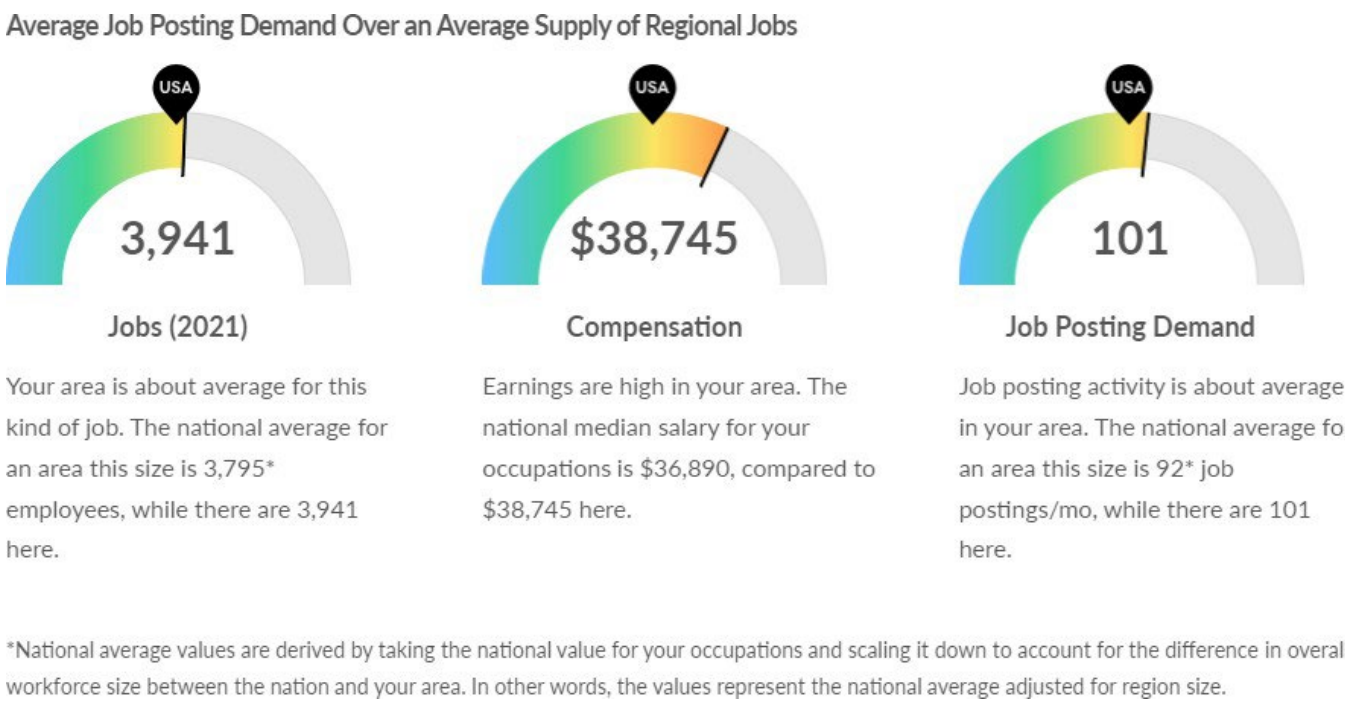 Average Job Posting Demand Over an Average Supply of Regional Jobs
USA
USA
USA
3,941
$38,745
101
Jobs (2021)
Compensation
Job Posting Demand
Your area is about average for this
kind of job. The national average for
an area this size is 3,795*
employees, while there are 3,941
here.
Earnings are high in your area. The
national median salary for your
occupations is $36,890, compared to
$38,745 here.
Job posting activity is about average
in your area. The national average fo
an area this size is 92* job
postings/mo, while there are 101
here.
*National average values are derived by taking the national value for your occupations and scaling it down to account for the difference in overal
workforce size between the nation and your area. In other words, the values represent the national average adjusted for region size.